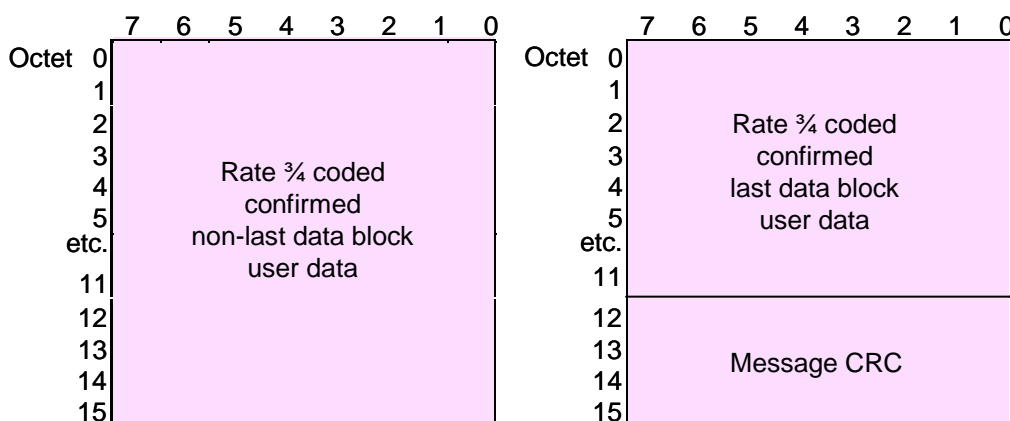 7 6 5 4 3 2 1 0
Octet 0
1
2
3
4
5
etc.
11
12
13
14
15
Rate ¾ coded
confirmed
non-last data block
user data
7 6 5 4 3 2 1 0
Octet 0
1
2
3
4
5
etc.
11
12
13
14
15
Rate ¾ coded
confirmed
last data block
user data
Message CRC